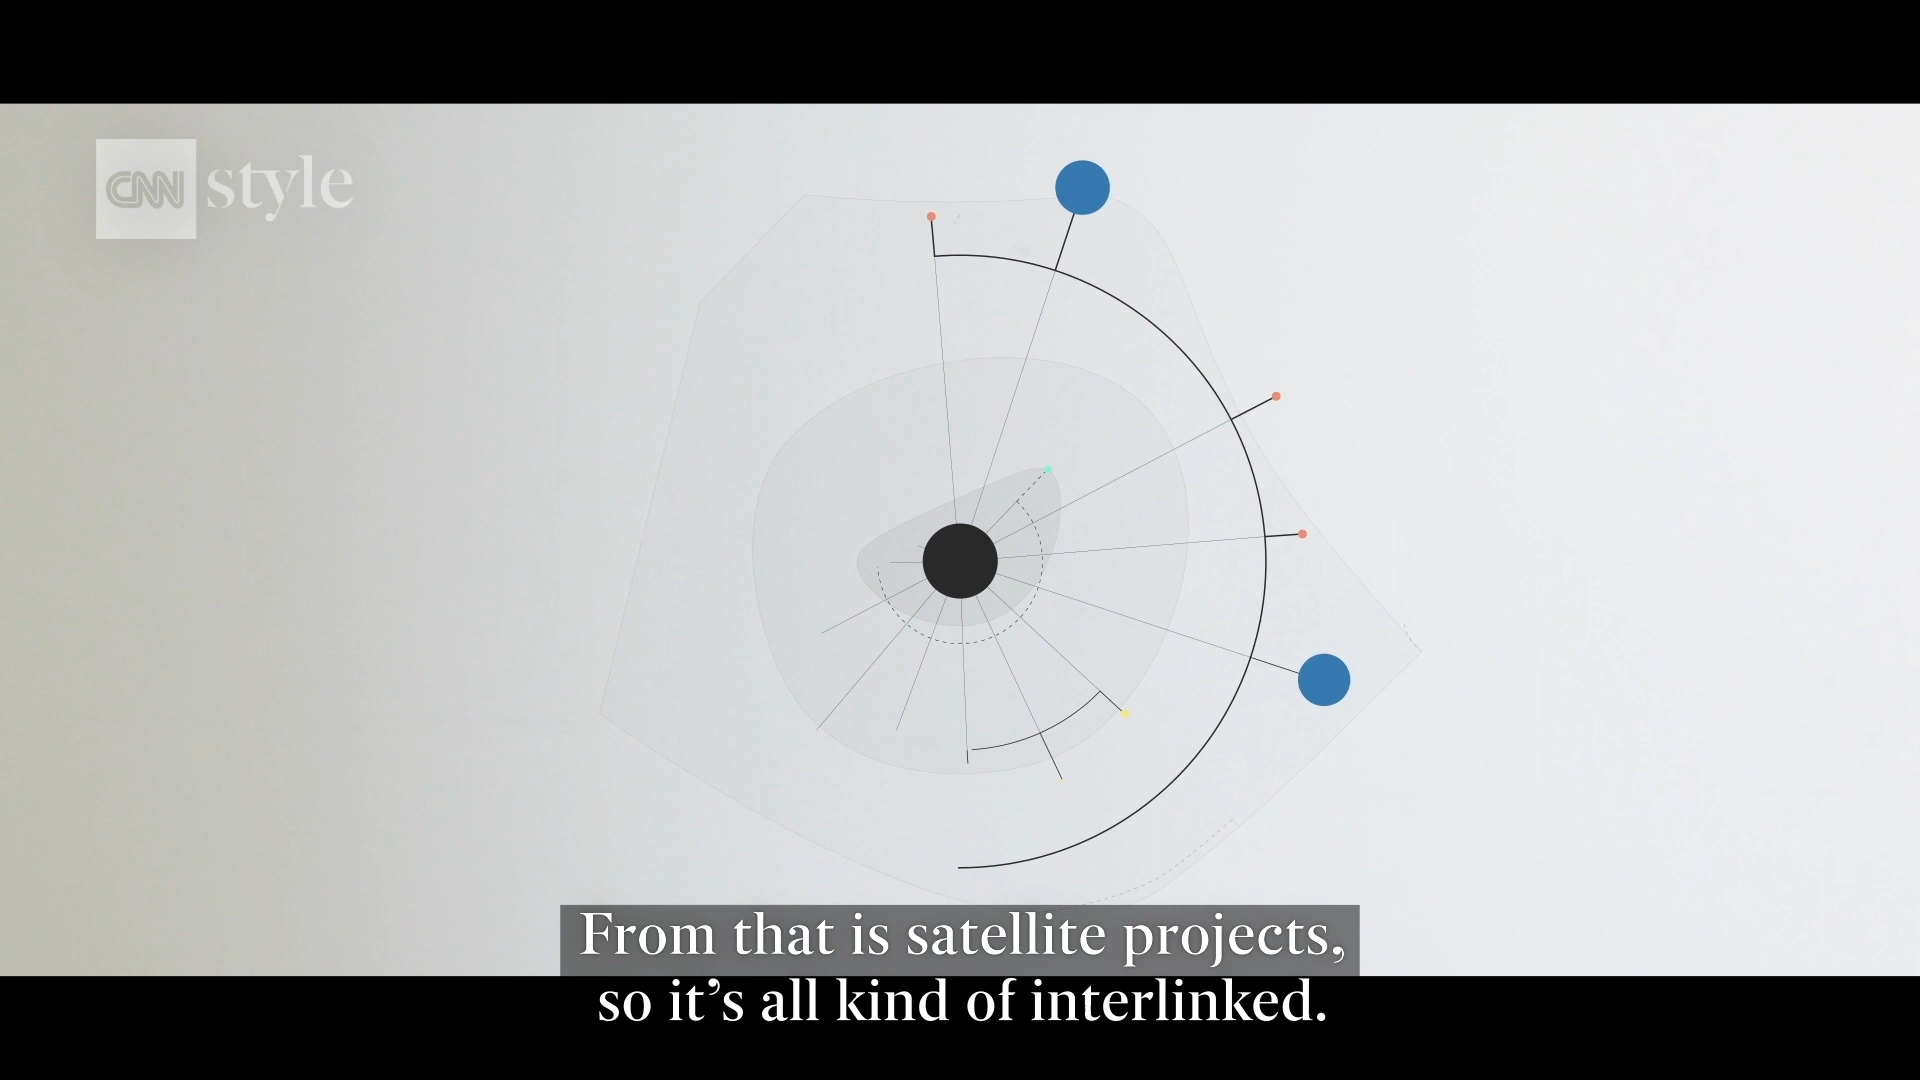 CNN style
From that is satellite projects,
so it’s all kind of interlinked.